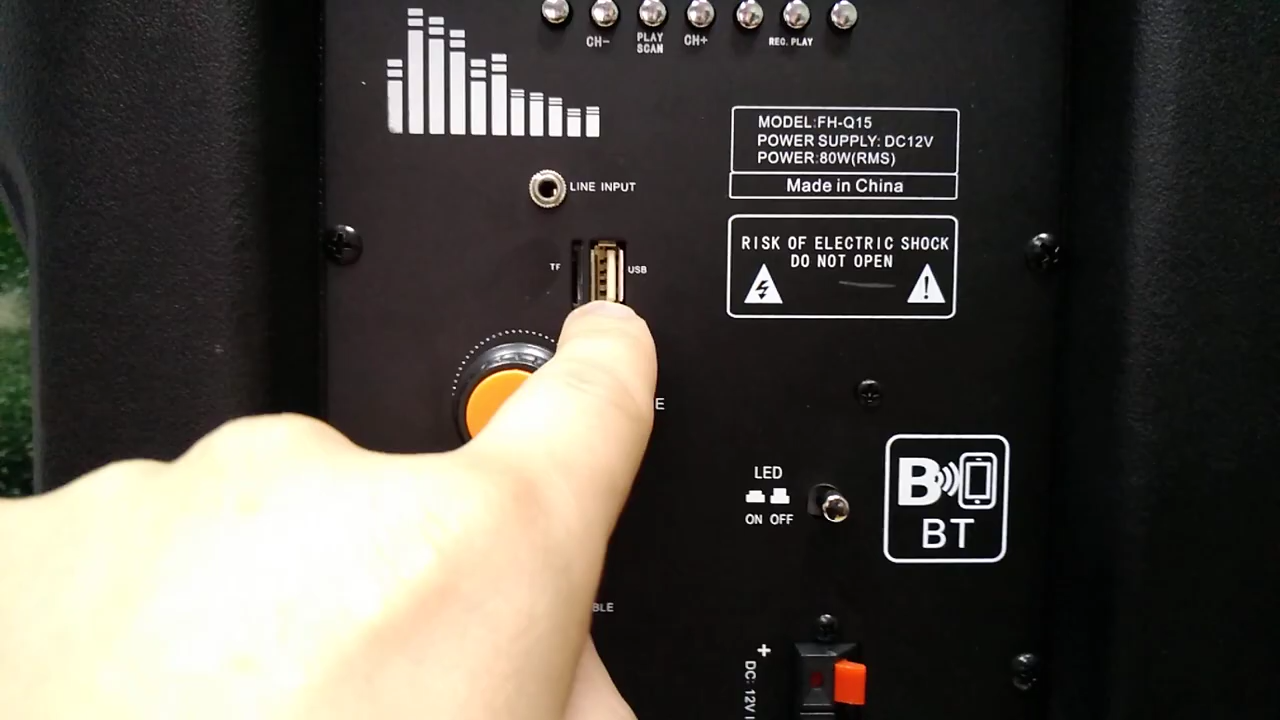 CH-
PLAY
SCAN
CH+
REC. PLAY
MODEL:FH-Q15
POWER SUPPLY: DC12V
POWER:80W(RMS)
Made in China
LINE INPUT
RISK OF ELECTRIC SHOCK
DO NOT OPEN
TF
USB
E
LED
ON OFF
B
BT
BLE
+
DC: 12V I